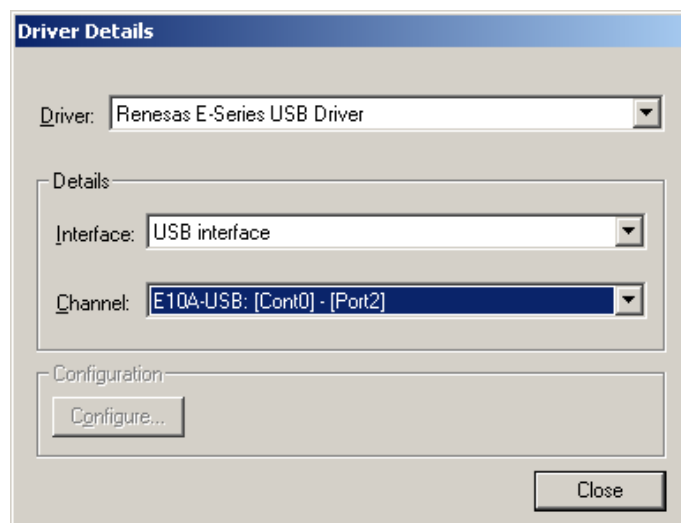 Driver Details
Driver: Renesas E-Series USB Driver
Details
Interface: USB interface
Channel: E10A-USB: [Cont0] - [Port2]
Configuration
Configure...
Close